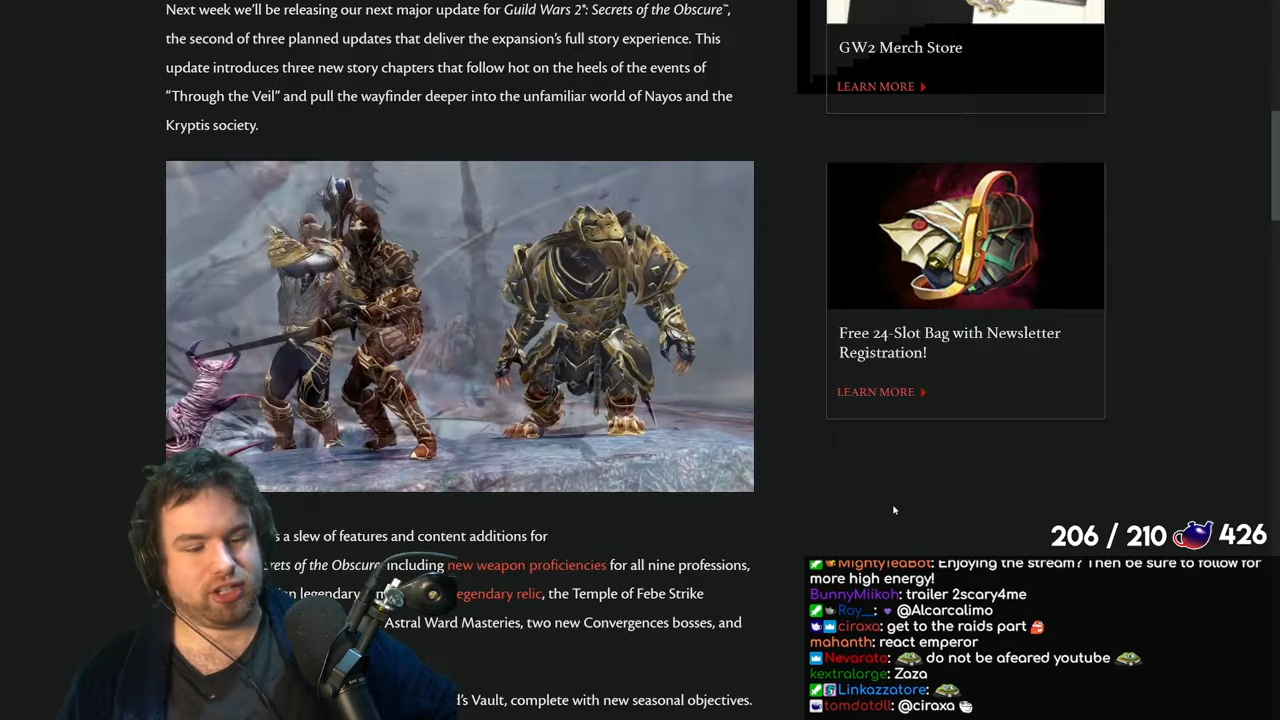 Next week we'll be releasing our next major update for Guild Wars 2®: Secrets of the Obscure™,
the second of three planned updates that deliver the expansion's full story experience. This
update introduces three new story chapters that follow hot on the heels of the events of
“Through the Veil” and pull the wayfinder deeper into the unfamiliar world of Nayos and the
Kryptis society.
GW2 Merch Store
LEARN MORE
Free 24-Slot Bag with Newsletter
Registration!
LEARN MORE
s a slew of features and content additions for
rets of the Obscure, including new weapon proficiencies for all nine professions,
an legendary egendary relic, the Temple of Febe Strike
Astral Ward Masteries, two new Convergences bosses, and
d's Vault, complete with new seasonal objectives.
206 / 210 426
MightyTeaBot: Enjoying the stream? Then be sure to follow for
more high energy!
BunnyMiikoh: trailer 2scary4me
Roy__: @Alcarcalimo
ciraxa: get to the raids part
mahanth: react emperor
Nevarato: do not be afeared youtube
kextralarge: Zaza
Linkazzatore:
tomdotdll: @ciraxa